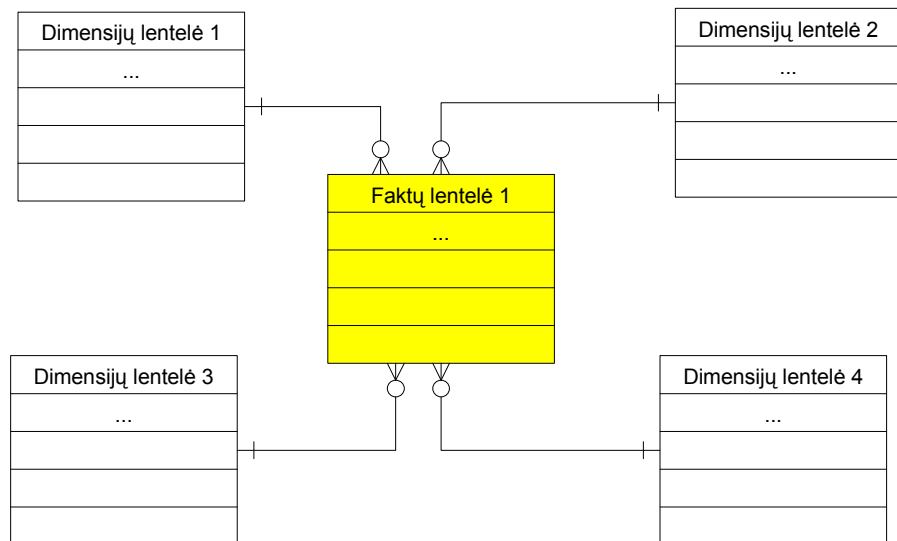 Dimensijų lentelė 1
...
Dimensijų lentelė 2
...
Faktų lentelė 1
...
Dimensijų lentelė 3
...
Dimensijų lentelė 4
...